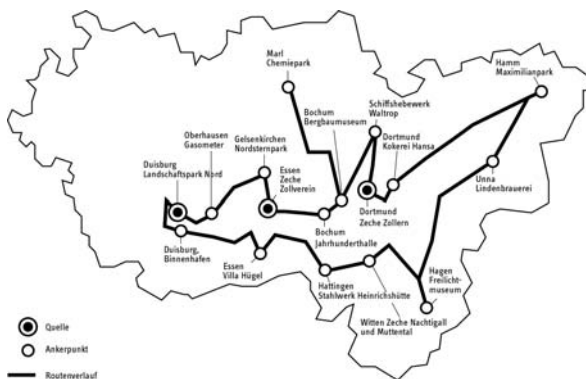 Marl
Chemiepark
Hamm
Maximilianpark
Bochum
Bergbaumuseum
Schiffshebewerk
Waltrop
Oberhausen
Gasometer
Gelsenkirchen
Nordsternpark
Dortmund
Kokerei Hansa
Duisburg
Landschaftspark Nord
Essen
Zeche
Zollverein
Unna
Lindenbrauerei
Dortmund
Zeche Zollern
Bochum
Jahrhunderthalle
Duisburg,
Binnenhafen
Essen
Villa Hügel
Hattingen
Stahlwerk Heinrichshütte
Hagen
Freilicht-
museum
Witten Zeche Nachtigall
und Muttental
Quelle
Ankerpunkt
Routenverlauf